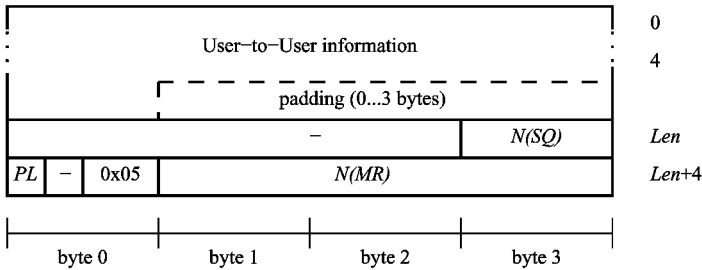 0
User−to−User information
4
padding (0...3 bytes)
− N(SQ) Len
PL − 0x05 N(MR) Len+4
byte 0 byte 1 byte 2 byte 3